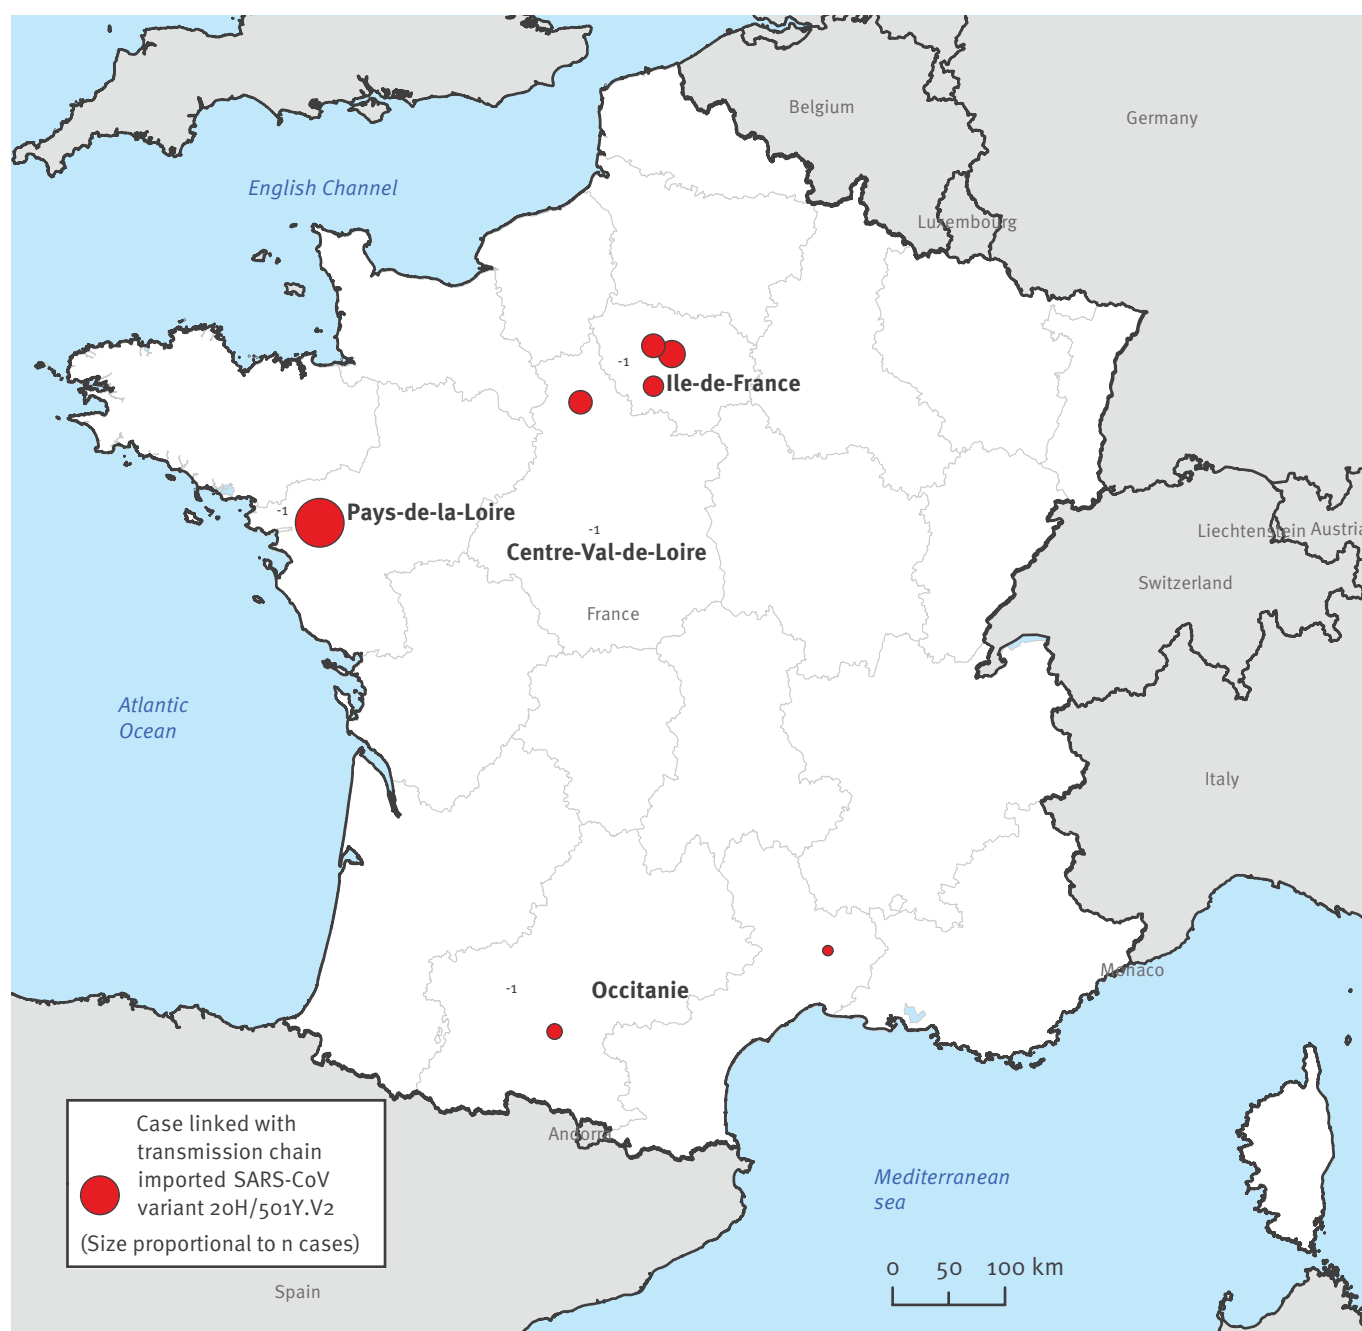 Belgium
Germany
English Channel
Luxembourg
-1
Ile-de-France
-1
Pays-de-la-Loire
-1
Centre-Val-de-Loire
Liechtenstein
Austria
Switzerland
France
Atlantic
Ocean
Italy
Monaco
-1
Occitanie
Case linked with
transmission chain
imported SARS-CoV
variant 20H/501Y.V2
(Size proportional to n cases)
Andorra
Mediterranean
sea
0 50 100 km
Spain